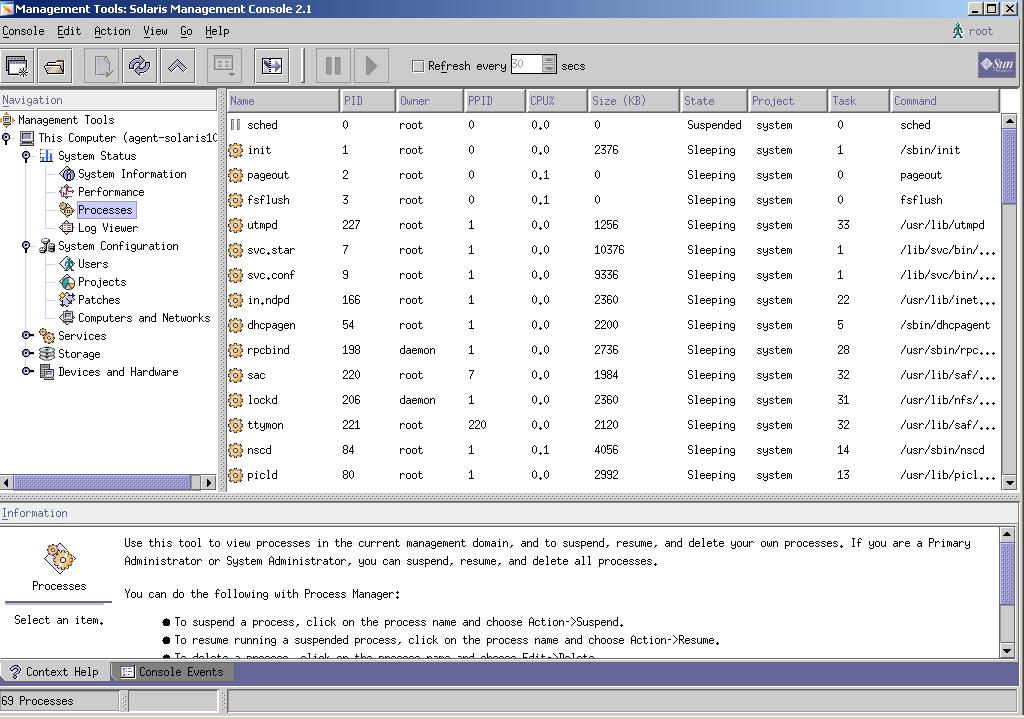 Management Tools: Solaris Management Console 2.1
Console Edit Action View Go Help root
Refresh every 30 secs
Sun
Navigation
Management Tools
This Computer (agent-solaris10
System Status
System Information
Performance
Processes
Log Viewer
System Configuration
Users
Projects
Patches
Computers and Networks
Services
Storage
Devices and Hardware
Name PID Owner PPID CPU% Size (KB) State Project Task Command
sched 0 root 0 0.0 0 Suspended system 0 sched
init 1 root 0 0.0 2376 Sleeping system 1 /sbin/init
pageout 2 root 0 0.1 0 Sleeping system 0 pageout
fsflush 3 root 0 0.1 0 Sleeping system 0 fsflush
utmpd 227 root 1 0.0 1256 Sleeping system 33 /usr/lib/utmpd
svc.star 7 root 1 0.0 10376 Sleeping system 1 /lib/svc/bin/...
svc.conf 9 root 1 0.0 9336 Sleeping system 1 /lib/svc/bin/...
in.ndpd 166 root 1 0.0 2360 Sleeping system 22 /usr/lib/inet...
dhcpagen 54 root 1 0.0 2200 Sleeping system 5 /sbin/dhcpagent
rpcbind 198 daemon 1 0.0 2736 Sleeping system 28 /usr/sbin/rpc...
sac 220 root 7 0.0 1984 Sleeping system 32 /usr/lib/saf/...
lockd 206 daemon 1 0.0 2360 Sleeping system 31 /usr/lib/nfs/...
ttymon 221 root 220 0.0 2120 Sleeping system 32 /usr/lib/saf/...
nscd 84 root 1 0.1 4056 Sleeping system 14 /usr/sbin/nscd
picld 80 root 1 0.0 2992 Sleeping system 13 /usr/lib/picl...
Information
Processes
Select an item.
Use this tool to view processes in the current management domain, and to suspend, resume, and delete your own processes. If you are a Primary
Administrator or System Administrator, you can suspend, resume, and delete all processes.
You can do the following with Process Manager:
● To suspend a process, click on the process name and choose Action->Suspend.
● To resume running a suspended process, click on the process name and choose Action->Resume.
● To delete a process, click on the process name and choose Edit->Delete.
Context Help Console Events
69 Processes